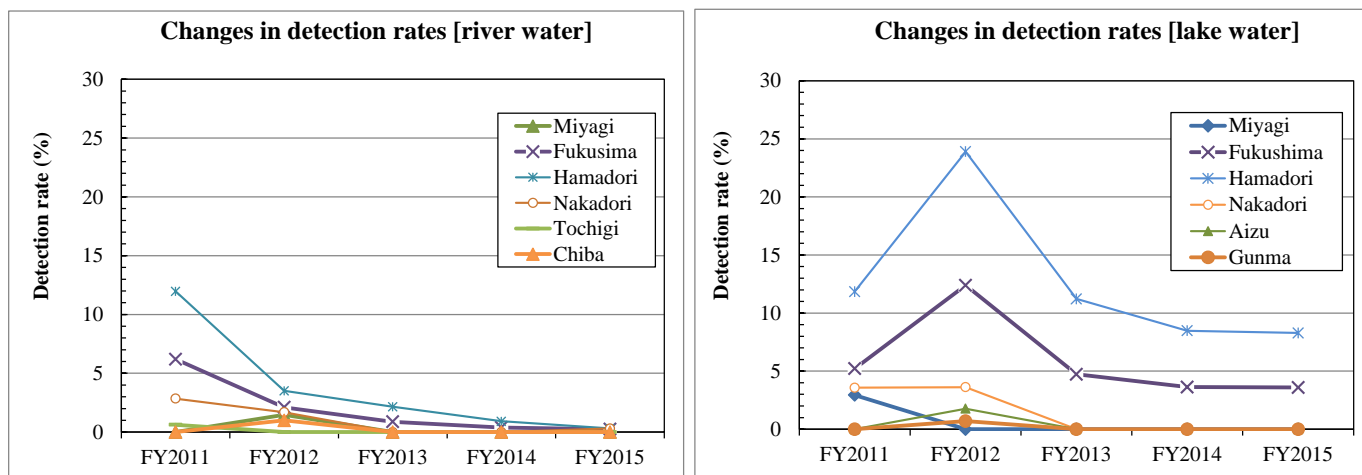 Changes in detection rates [river water]
Detection rate (%)
30
25
20
15
10
5
0
Miyagi
Fukusima
Hamadori
Nakadori
Tochigi
Chiba
FY2011 FY2012 FY2013 FY2014 FY2015
Changes in detection rates [lake water]
Detection rate (%)
30
25
20
15
10
5
0
Miyagi
Fukushima
Hamadori
Nakadori
Aizu
Gunma
FY2011 FY2012 FY2013 FY2014 FY2015